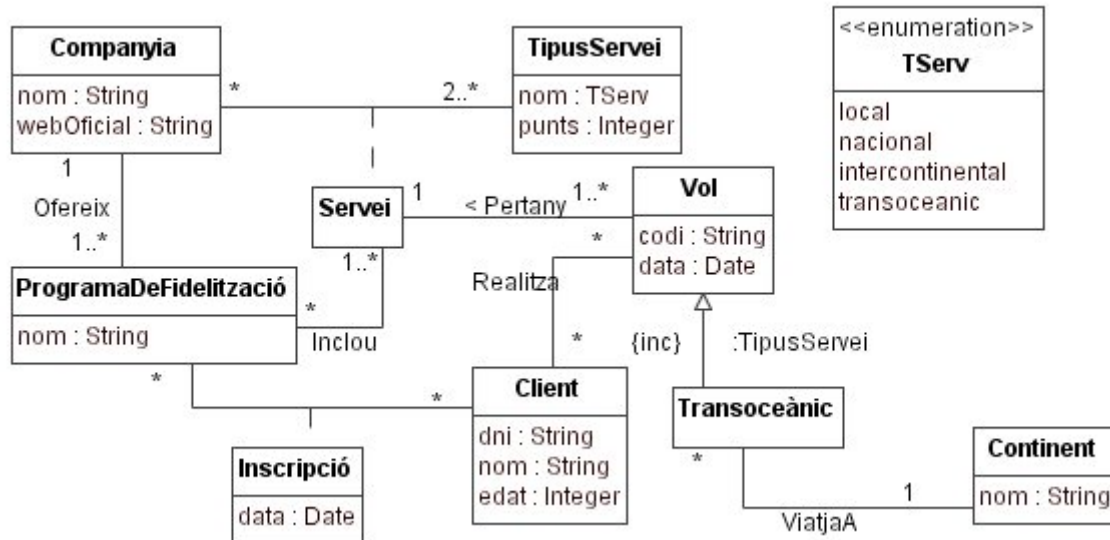 Companyia
nom : String
webOficial : String
*
2..*
TipusServei
nom : TServ
punts : Integer
<<enumeration>>
TServ
local
nacional
intercontinental
transoceanic
1
Ofereix
1..*
Servei
1
< Pertany
1..*
Vol
codi : String
data : Date
1..*
*
Realitza
ProgramaDeFidelització
nom : String
*
Inclou
*
{inc}
:TipusServei
*
*
Client
dni : String
nom : String
edat : Integer
Transoceànic
*
Inscripció
data : Date
ViatjaA
1
Continent
nom : String